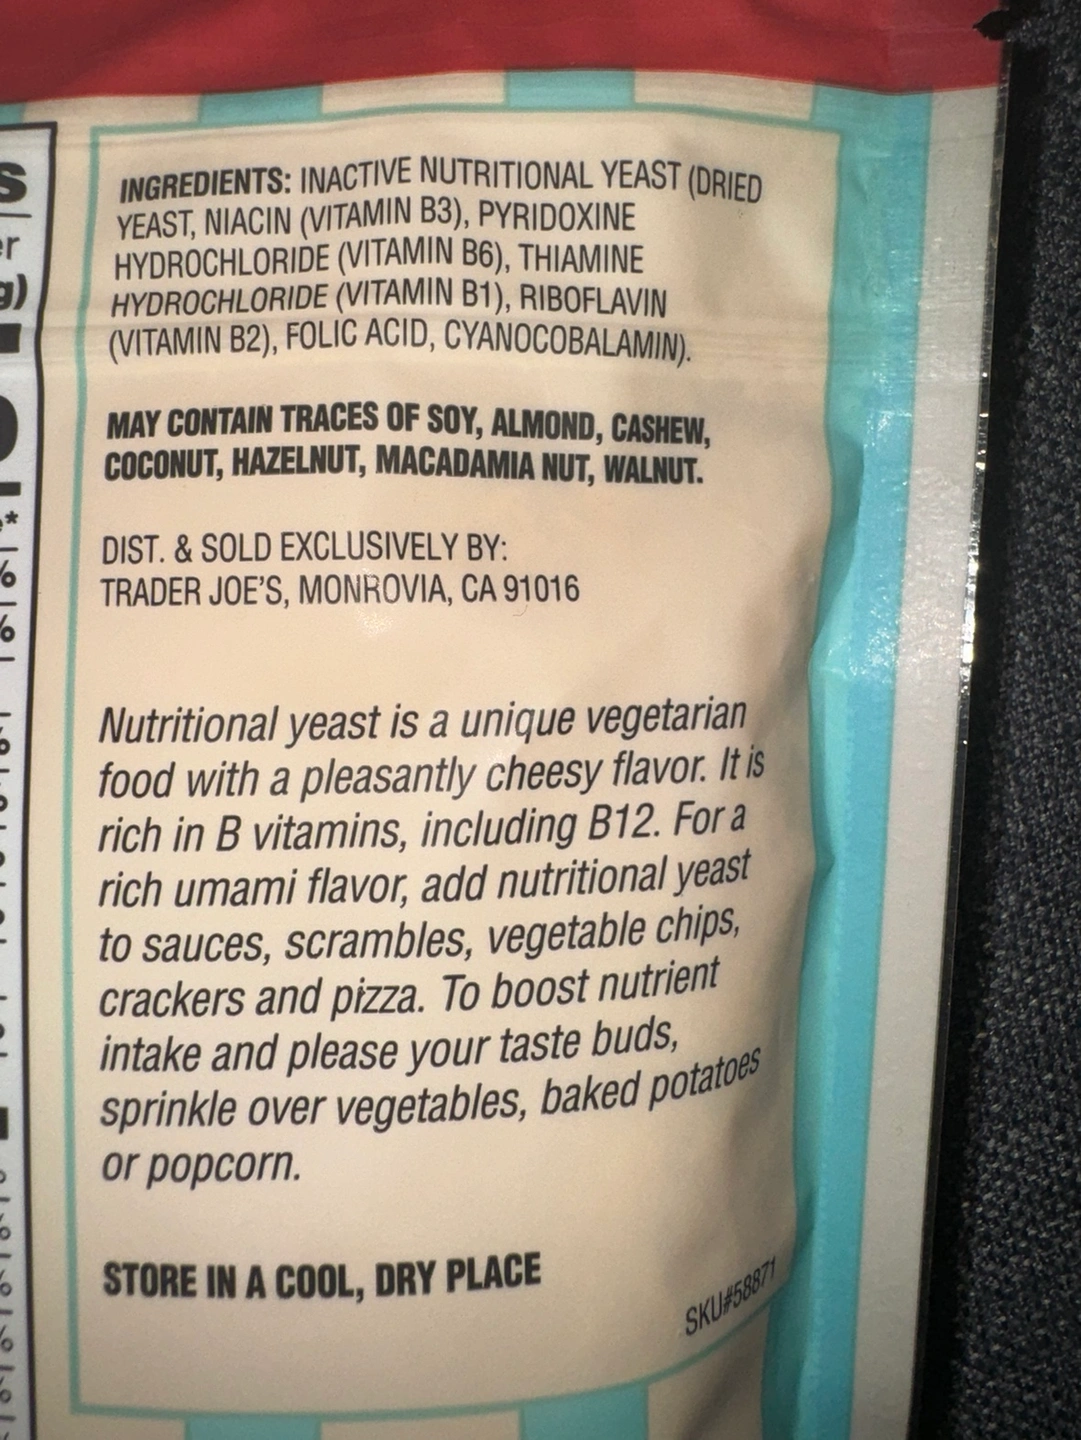 INGREDIENTS: INACTIVE NUTRITIONAL YEAST (DRIED
YEAST, NIACIN (VITAMIN B3), PYRIDOXINE
HYDROCHLORIDE (VITAMIN B6), THIAMINE
HYDROCHLORIDE (VITAMIN B1), RIBOFLAVIN
(VITAMIN B2), FOLIC ACID, CYANOCOBALAMIN).
MAY CONTAIN TRACES OF SOY, ALMOND, CASHEW,
COCONUT, HAZELNUT, MACADAMIA NUT, WALNUT.
DIST. & SOLD EXCLUSIVELY BY:
TRADER JOE'S, MONROVIA, CA 91016
Nutritional yeast is a unique vegetarian
food with a pleasantly cheesy flavor. It is
rich in B vitamins, including B12. For a
rich umami flavor, add nutritional yeast
to sauces, scrambles, vegetable chips,
crackers and pizza. To boost nutrient
intake and please your taste buds,
sprinkle over vegetables, baked potatoes
or popcorn.
STORE IN A COOL, DRY PLACE
SKU#58871